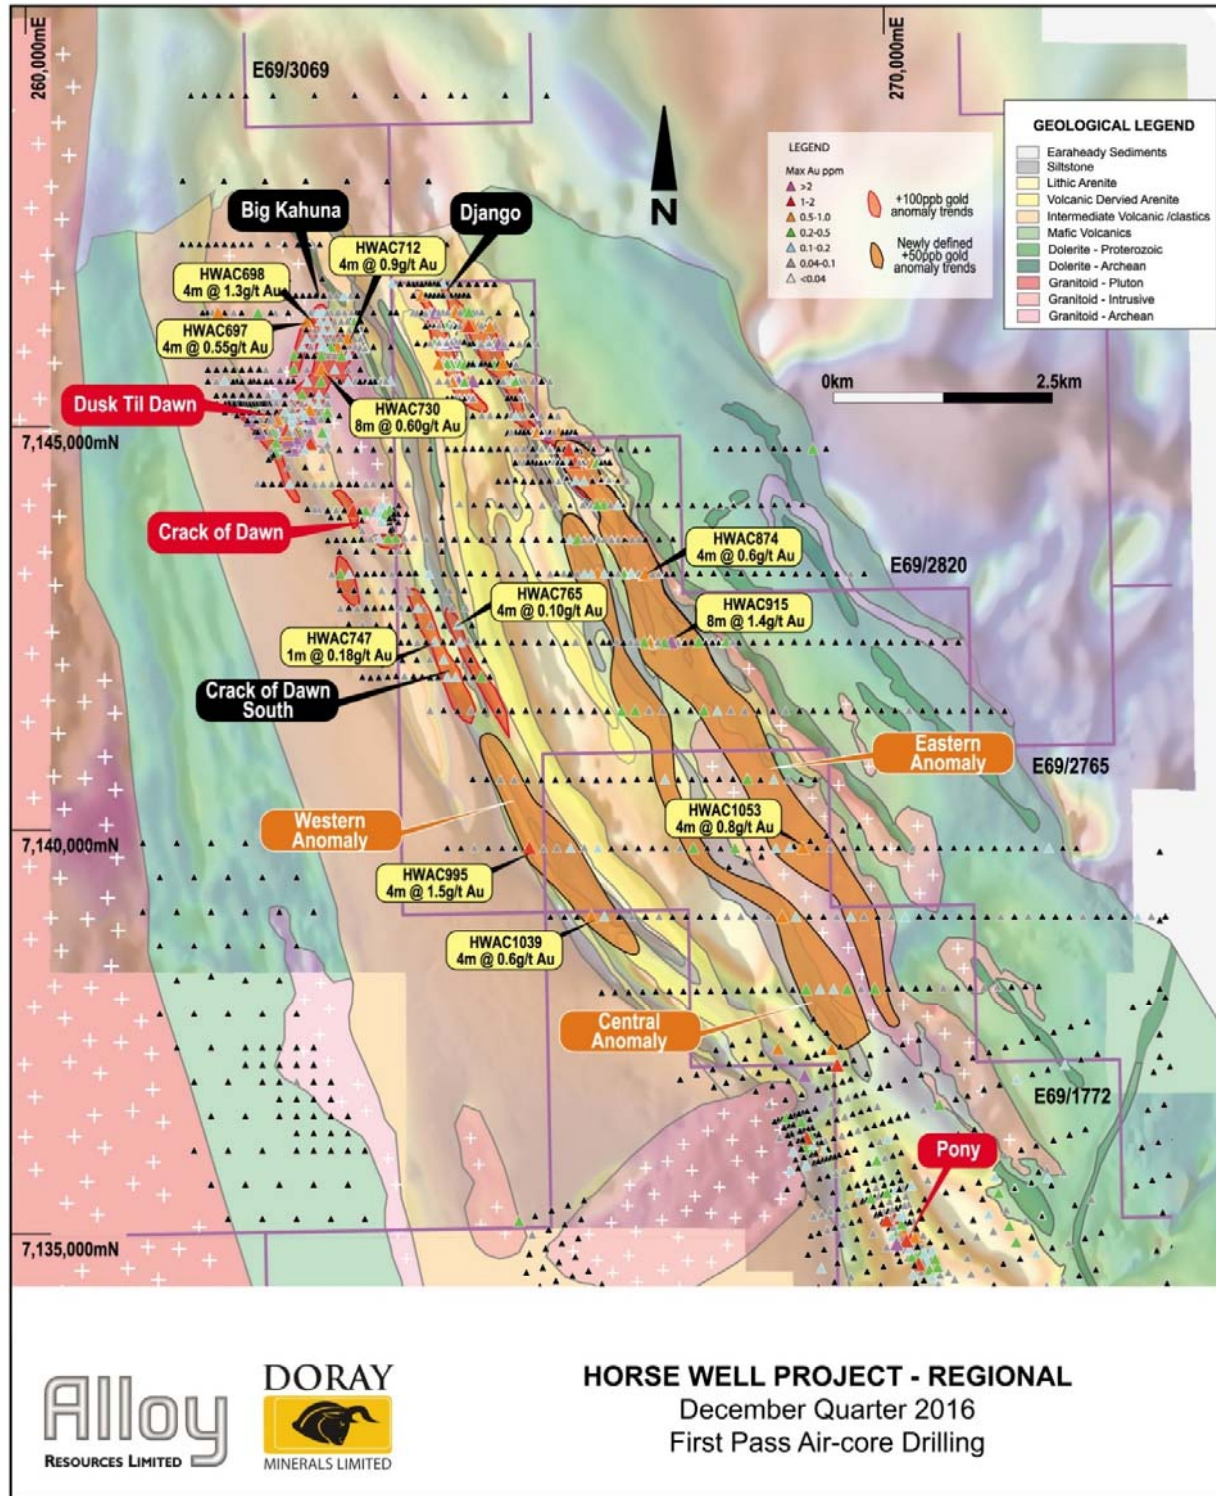 260,000mE
270,000mE
E69/3069
GEOLOGICAL LEGEND
Earaheady Sediments
Siltstone
Lithic Arenite
Volcanic Dervied Arenite
Intermediate Volcanic /clastics
Mafic Volcanics
Dolerite - Proterozoic
Dolerite - Archean
Granitoid - Pluton
Granitoid - Intrusive
Granitoid - Archean
LEGEND
Max Au ppm
>2
1-2
0.5-1.0
0.2-0.5
0.1-0.2
0.04-0.1
<0.04
+100ppb gold
anomaly trends
Newly defined
+50ppb gold
anomaly trends
N
Big Kahuna
Django
HWAC712
4m @ 0.9g/t Au
HWAC698
4m @ 1.3g/t Au
HWAC697
4m @ 0.55g/t Au
0km
2.5km
Dusk Til Dawn
HWAC730
8m @ 0.60g/t Au
7,145,000mN
Crack of Dawn
HWAC874
4m @ 0.6g/t Au
E69/2820
HWAC765
4m @ 0.10g/t Au
HWAC915
8m @ 1.4g/t Au
HWAC747
1m @ 0.18g/t Au
Crack of Dawn
South
Eastern
Anomaly
E69/2765
Western
Anomaly
HWAC1053
4m @ 0.8g/t Au
7,140,000mN
HWAC995
4m @ 1.5g/t Au
HWAC1039
4m @ 0.6g/t Au
Central
Anomaly
E69/1772
Pony
7,135,000mN
Alloy
RESOURCES LIMITED
DORAY
MINERALS LIMITED
HORSE WELL PROJECT - REGIONAL
December Quarter 2016
First Pass Air-core Drilling